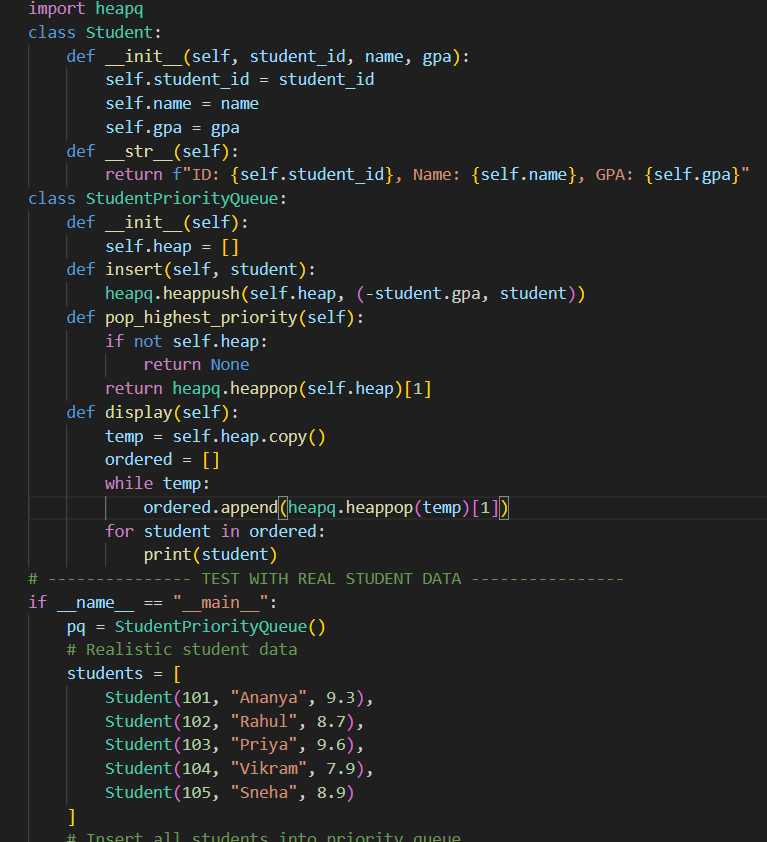 import heapq
class Student:
    def __init__(self, student_id, name, gpa):
        self.student_id = student_id
        self.name = name
        self.gpa = gpa
    def __str__(self):
        return f"ID: {self.student_id}, Name: {self.name}, GPA: {self.gpa}"
class StudentPriorityQueue:
    def __init__(self):
        self.heap = []
    def insert(self, student):
        heapq.heappush(self.heap, (-student.gpa, student))
    def pop_highest_priority(self):
        if not self.heap:
            return None
        return heapq.heappop(self.heap)[1]
    def display(self):
        temp = self.heap.copy()
        ordered = []
        while temp:
            ordered.append(heapq.heappop(temp)[1])
        for student in ordered:
            print(student)
# --------------- TEST WITH REAL STUDENT DATA ----------------
if __name__ == "__main__":
    pq = StudentPriorityQueue()
    # Realistic student data
    students = [
        Student(101, "Ananya", 9.3),
        Student(102, "Rahul", 8.7),
        Student(103, "Priya", 9.6),
        Student(104, "Vikram", 7.9),
        Student(105, "Sneha", 8.9)
    ]
    # Insert all students into priority queue